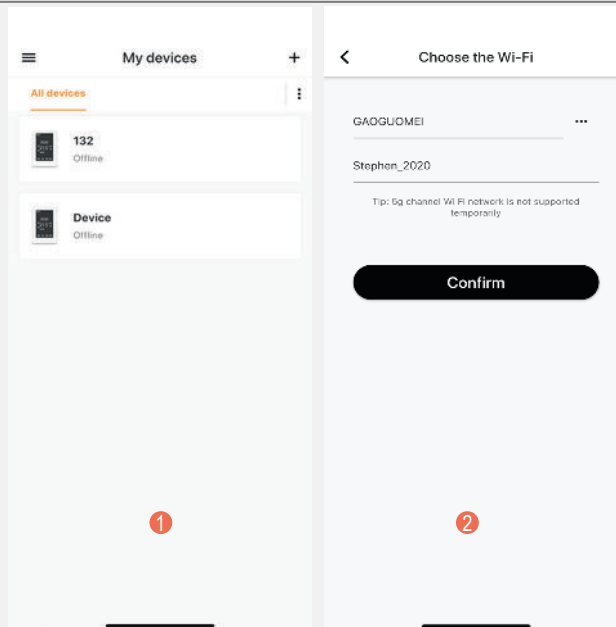 My devices
+
All devices
132
Offline
Device
Offline
1
Choose the Wi-Fi
GAOGUOMEI
Stephen_2020
Tip: 5g channel Wi Fi network is not supported
temporarily
Confirm
2